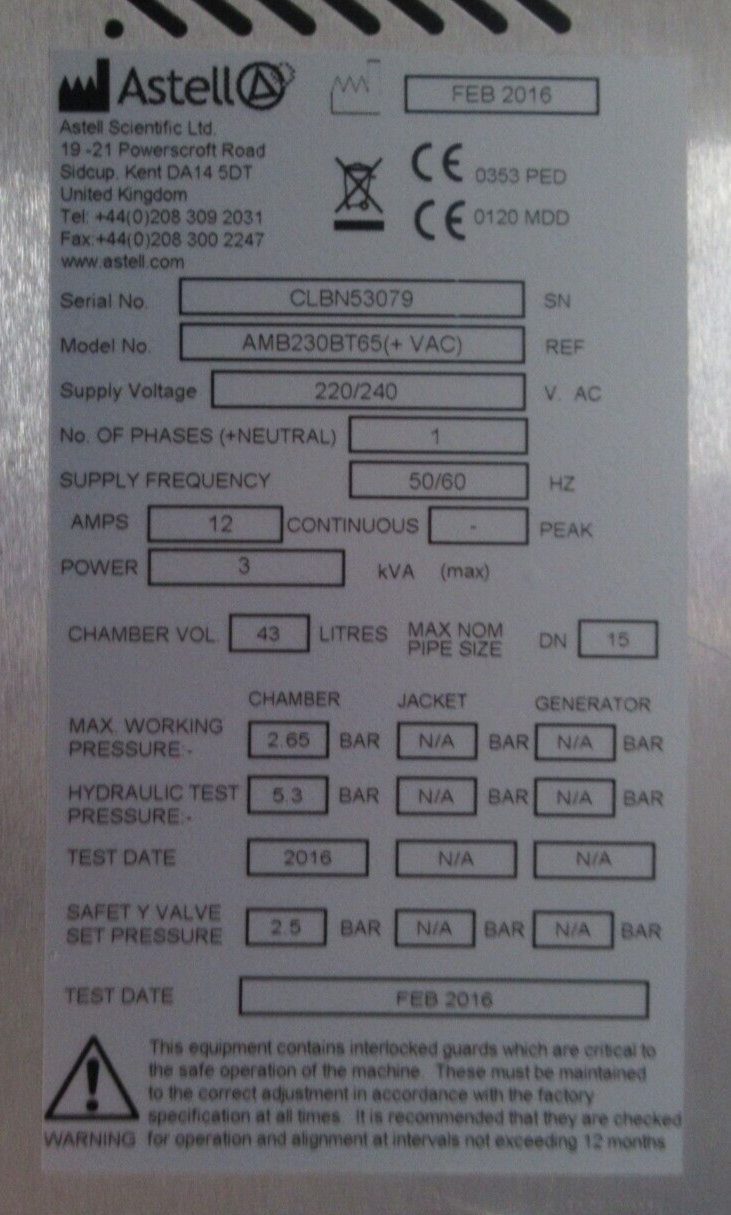 Astell
FEB 2016
Astell Scientific Ltd.
19 -21 Powerscroft Road
Sidcup, Kent DA14 5DT
United Kingdom
Tel: +44(0)208 309 2031
Fax:+44(0)208 300 2247
www.astell.com
CE 0353 PED
CE 0120 MDD
Serial No. CLBN53079 SN
Model No. AMB230BT65(+ VAC) REF
Supply Voltage 220/240 V. AC
No. OF PHASES (+NEUTRAL) 1
SUPPLY FREQUENCY 50/60 HZ
AMPS 12 CONTINUOUS - PEAK
POWER 3 kVA (max)
CHAMBER VOL. 43 LITRES MAX NOM PIPE SIZE DN 15
CHAMBER JACKET GENERATOR
MAX. WORKING
PRESSURE:- 2.65 BAR N/A BAR N/A BAR
HYDRAULIC TEST
PRESSURE:- 5.3 BAR N/A BAR N/A BAR
TEST DATE 2016 N/A N/A
SAFETY VALVE
SET PRESSURE 2.5 BAR N/A BAR N/A BAR
TEST DATE FEB 2016
This equipment contains interlocked guards which are critical to
the safe operation of the machine. These must be maintained
to the correct adjustment in accordance with the factory
specification at all times. It is recommended that they are checked
WARNING for operation and alignment at intervals not exceeding 12 months